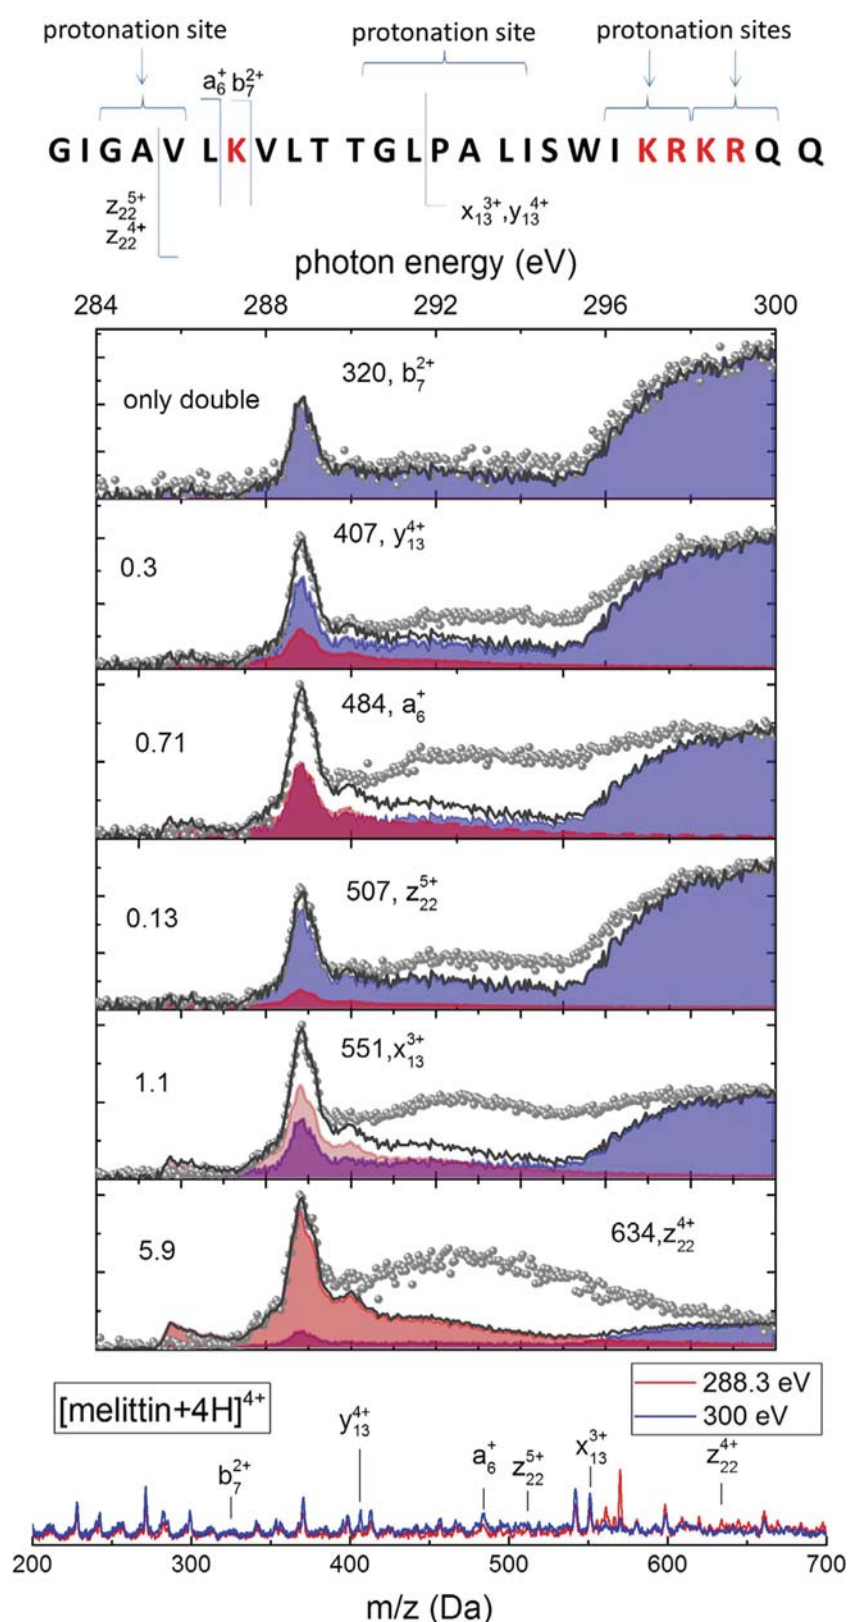 protonation site protonation site protonation sites
a₆⁺ b₇²⁺
G I G A V L K V L T T G L P A L I S W I K R K R Q Q
z₂₂⁵⁺
z₂₂⁴⁺
x₁₃³⁺,y₁₃⁴⁺
photon energy (eV)
284 288 292 296 300
320, b₇²⁺
only double
407, y₁₃⁴⁺
0.3
484, a₆⁺
0.71
507, z₂₂⁵⁺
0.13
551,x₁₃³⁺
1.1
634,z₂₂⁴⁺
5.9
288.3 eV
300 eV
[melittin+4H]⁴⁺
b₇²⁺ y₁₃⁴⁺ a₆⁺ z₂₂⁵⁺ x₁₃³⁺ z₂₂⁴⁺
200 300 400 500 600 700
m/z (Da)